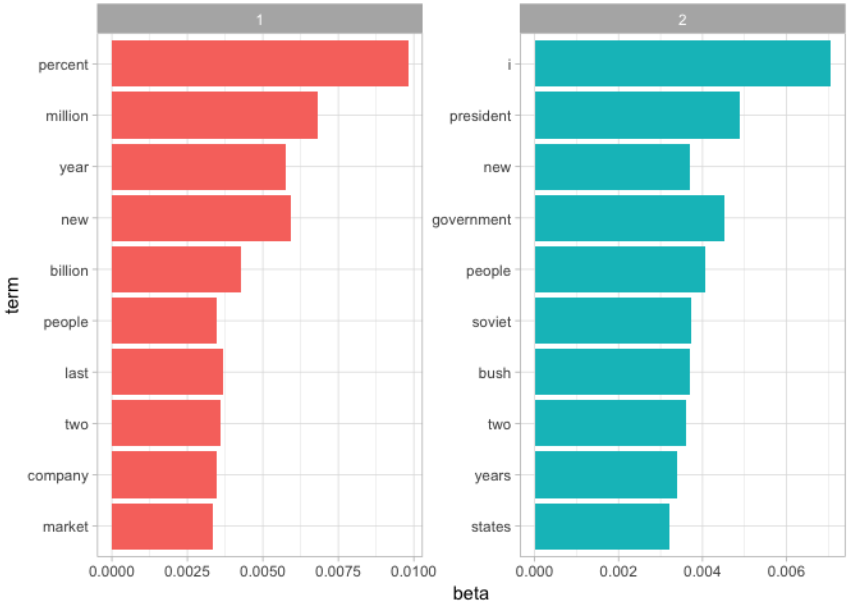 1
2
percent
million
year
new
billion
people
last
two
company
market
i
president
new
government
people
soviet
bush
two
years
states
term
0.0000 0.0025 0.0050 0.0075 0.0100
0.000 0.002 0.004 0.006
beta